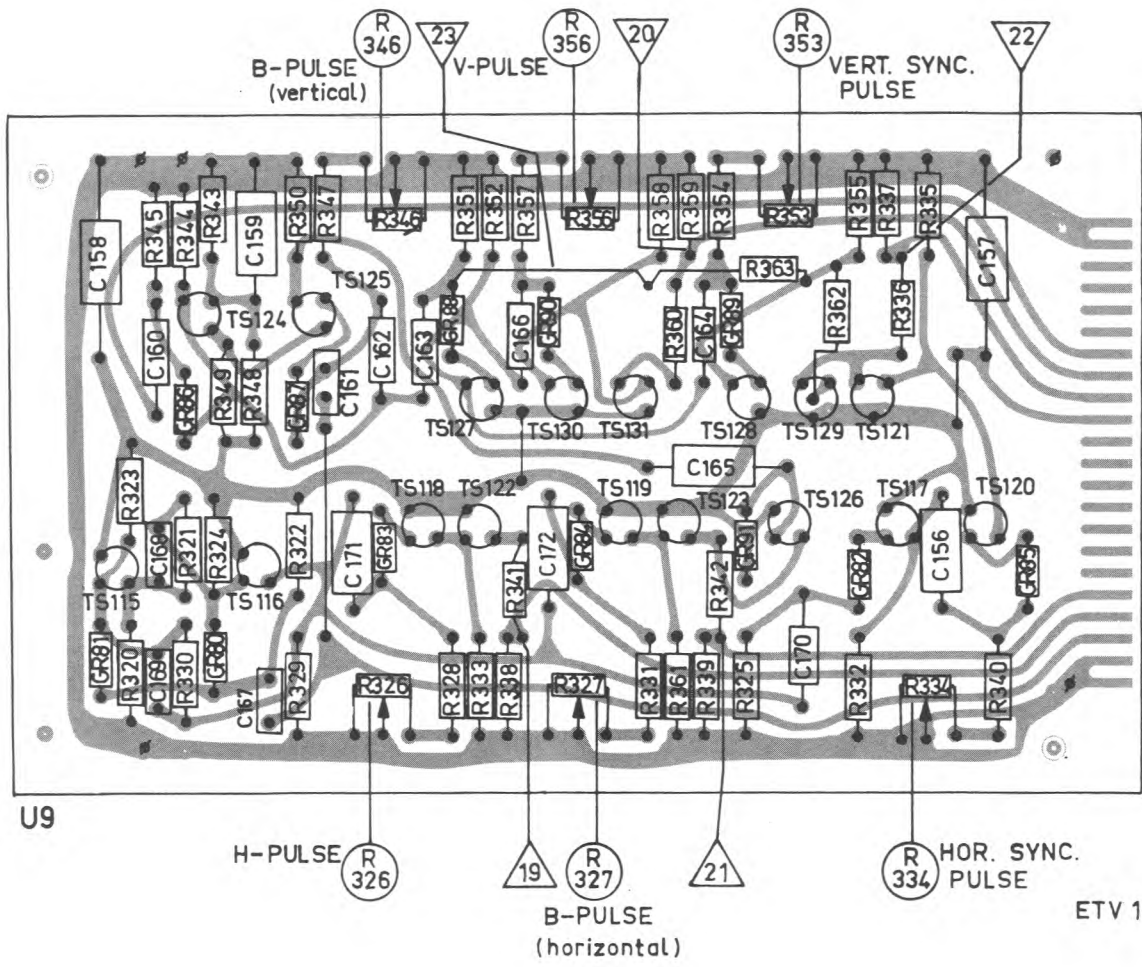 R 346
23
R 356
20
R 353
22
B-PULSE
(vertical)
V-PULSE
VERT. SYNC.
PULSE
C158
R345
R344
R343
C159
R350
R347
R346
R351
R352
R357
R356
R358
R359
R354
R353
R355
R337
R335
C157
R363
TS124
TS125
C160
GR86
R349
R348
GR87
C161
C162
C163
GR88
C166
GR90
R360
C164
GR89
R362
R336
TS127
TS130
TS131
TS128
TS129
TS121
C165
R323
C168
R321
R324
R322
C171
GR83
TS118
TS122
R341
C172
GR84
TS119
TS123
R342
GR91
TS126
GR82
TS117
C156
TS120
GR85
TS115
TS116
GR81
R320
C169
R330
GR80
C167
R329
R326
R328
R333
R338
R327
R331
R361
R339
R325
C170
R332
R334
R340
U9
H-PULSE
R 326
19
R 327
21
R 334
HOR. SYNC.
PULSE
B-PULSE
(horizontal)
ETV 1